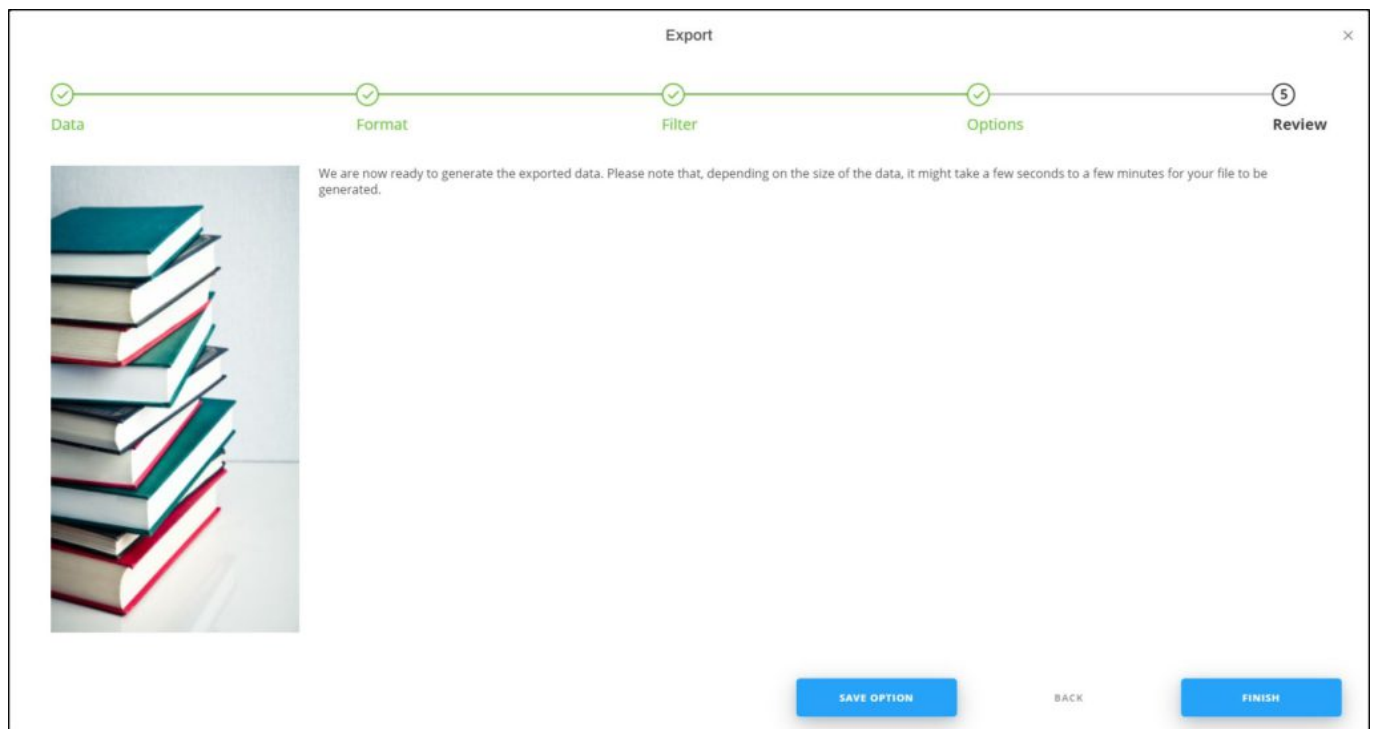 Export
×
5
Data Format Filter Options Review
We are now ready to generate the exported data. Please note that, depending on the size of the data, it might take a few seconds to a few minutes for your file to be
generated.
SAVE OPTION BACK FINISH